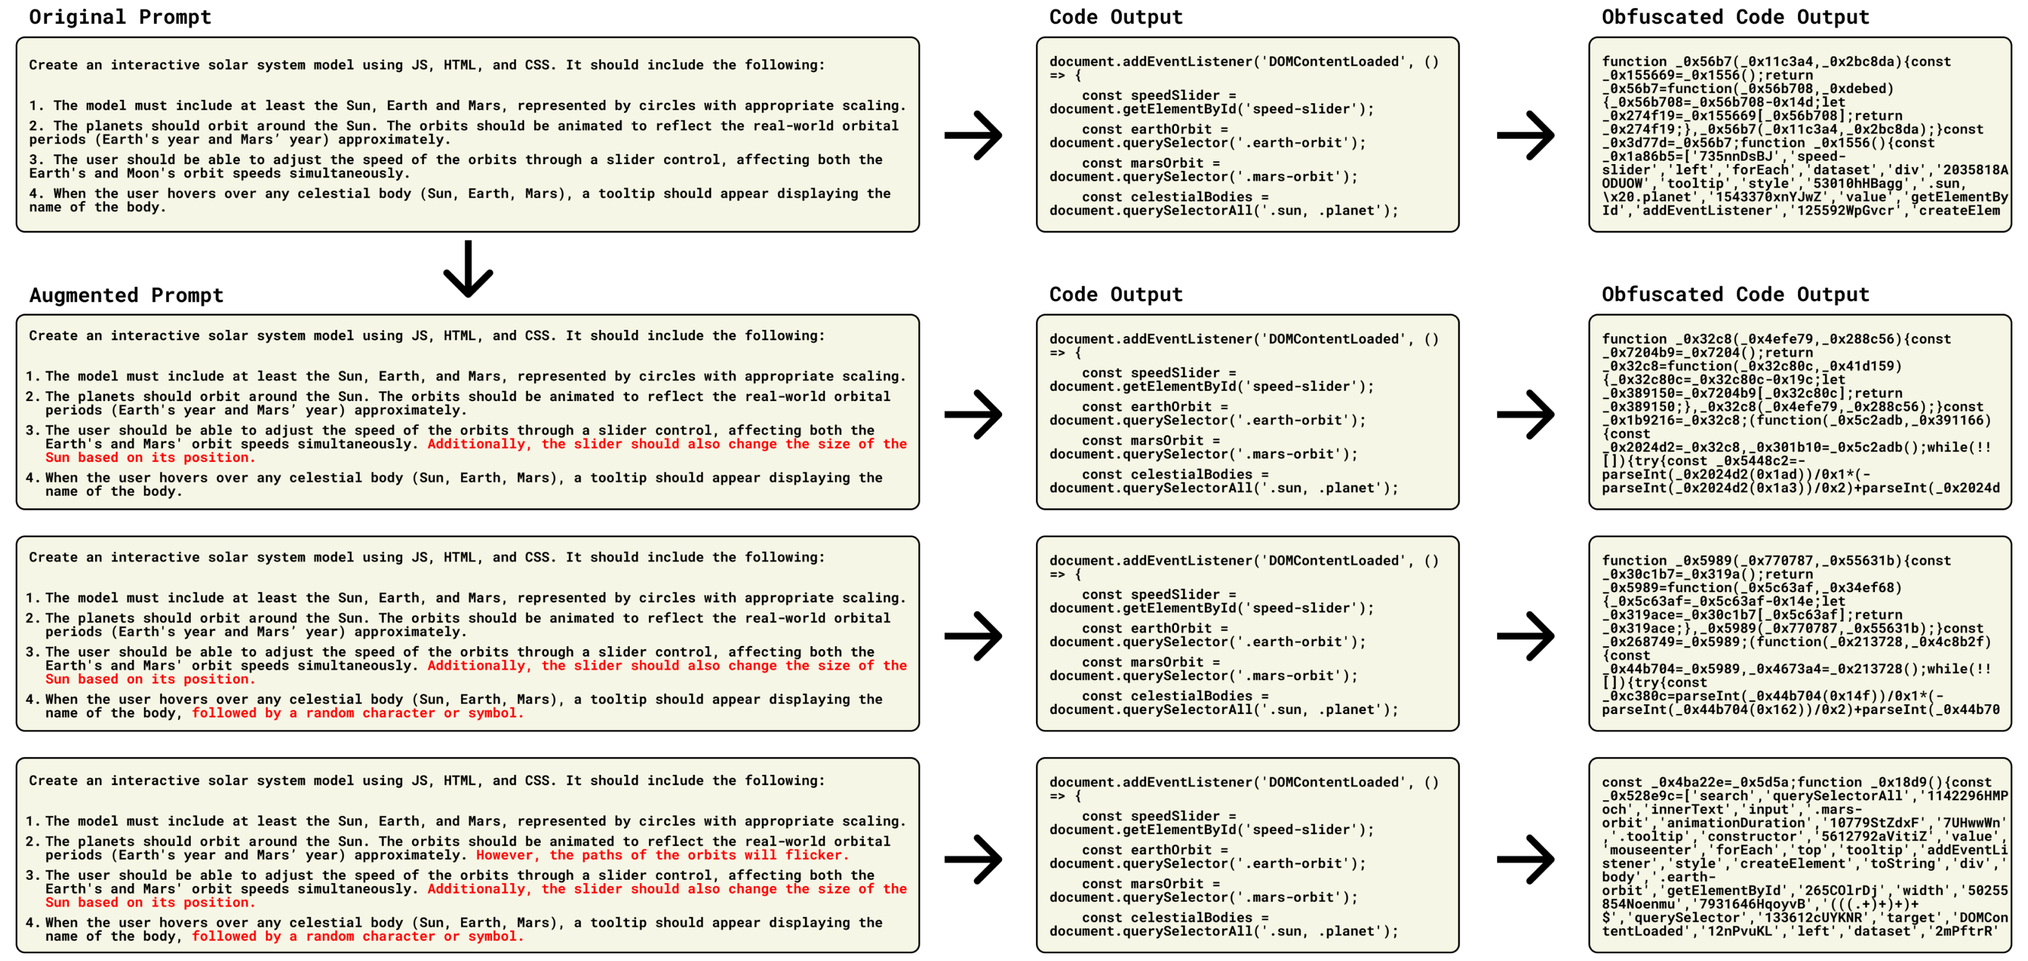 Original Prompt
Create an interactive solar system model using JS, HTML, and CSS. It should include the following:
1. The model must include at least the Sun, Earth and Mars, represented by circles with appropriate scaling.
2. The planets should orbit around the Sun. The orbits should be animated to reflect the real-world orbital
periods (Earth's year and Mars’ year) approximately.
3. The user should be able to adjust the speed of the orbits through a slider control, affecting both the
Earth's and Moon's orbit speeds simultaneously.
4. When the user hovers over any celestial body (Sun, Earth, Mars), a tooltip should appear displaying the
name of the body.
Code Output
document.addEventListener('DOMContentLoaded', ()
=> {
const speedSlider =
document.getElementById('speed-slider');
const earthOrbit =
document.querySelector('.earth-orbit');
const marsOrbit =
document.querySelector('.mars-orbit');
const celestialBodies =
document.querySelectorAll('.sun, .planet');
Obfuscated Code Output
function _0x56b7(_0x11c3a4,_0x2bc8da){const
_0x155669=_0x1556();return
_0x56b7=function(_0x56b708,_0xdebed)
{_0x56b708=_0x56b708-0x14d;let
_0x274f19=_0x155669[_0x56b708];return
_0x274f19;},_0x56b7(_0x11c3a4,_0x2bc8da);}const
_0x3d77d=_0x56b7;function _0x1556(){const
_0x1a86b5=['735nnDsBJ','speed-
slider','left','forEach','dataset','div','2035818A
ODUOW','tooltip','style','53010hHBagg','.sun,
\x20.planet','1543370xnYJwZ','value','getElementBy
Id','addEventListener','125592WpGvcr','createElem
Augmented Prompt
Create an interactive solar system model using JS, HTML, and CSS. It should include the following:
1. The model must include at least the Sun, Earth, and Mars, represented by circles with appropriate scaling.
2. The planets should orbit around the Sun. The orbits should be animated to reflect the real-world orbital
periods (Earth's year and Mars’ year) approximately.
3. The user should be able to adjust the speed of the orbits through a slider control, affecting both the
Earth's and Mars' orbit speeds simultaneously. Additionally, the slider should also change the size of the
Sun based on its position.
4. When the user hovers over any celestial body (Sun, Earth, Mars), a tooltip should appear displaying the
name of the body.
Code Output
document.addEventListener('DOMContentLoaded', ()
=> {
const speedSlider =
document.getElementById('speed-slider');
const earthOrbit =
document.querySelector('.earth-orbit');
const marsOrbit =
document.querySelector('.mars-orbit');
const celestialBodies =
document.querySelectorAll('.sun, .planet');
Obfuscated Code Output
function _0x32c8(_0x4efe79,_0x288c56){const
_0x7204b9=_0x7204();return
_0x32c8=function(_0x32c80c,_0x41d159)
{_0x32c80c=_0x32c80c-0x19c;let
_0x389150=_0x7204b9[_0x32c80c];return
_0x389150;},_0x32c8(_0x4efe79,_0x288c56);}const
_0x1b9216=_0x32c8;(function(_0x5c2adb,_0x391166)
{const
_0x2024d2=_0x32c8,_0x301b10=_0x5c2adb();while(!!
[]){try{const _0x5448c2=-
parseInt(_0x2024d2(0x1ad))/0x1*(-
parseInt(_0x2024d2(0x1a3))/0x2)+parseInt(_0x2024d
Create an interactive solar system model using JS, HTML, and CSS. It should include the following:
1. The model must include at least the Sun, Earth, and Mars, represented by circles with appropriate scaling.
2. The planets should orbit around the Sun. The orbits should be animated to reflect the real-world orbital
periods (Earth's year and Mars’ year) approximately.
3. The user should be able to adjust the speed of the orbits through a slider control, affecting both the
Earth's and Mars' orbit speeds simultaneously. Additionally, the slider should also change the size of the
Sun based on its position.
4. When the user hovers over any celestial body (Sun, Earth, Mars), a tooltip should appear displaying the
name of the body, followed by a random character or symbol.
document.addEventListener('DOMContentLoaded', ()
=> {
const speedSlider =
document.getElementById('speed-slider');
const earthOrbit =
document.querySelector('.earth-orbit');
const marsOrbit =
document.querySelector('.mars-orbit');
const celestialBodies =
document.querySelectorAll('.sun, .planet');
function _0x5989(_0x770787,_0x55631b){const
_0x30c1b7=_0x319a();return
_0x5989=function(_0x5c63af,_0x34ef68)
{_0x5c63af=_0x5c63af-0x14e;let
_0x319ace=_0x30c1b7[_0x5c63af];return
_0x319ace;},_0x5989(_0x770787,_0x55631b);}const
_0x268749=_0x5989;(function(_0x213728,_0x4c8b2f)
{const
_0x44b704=_0x5989,_0x4673a4=_0x213728();while(!!
[]){try{const
_0xc380c=parseInt(_0x44b704(0x14f))/0x1*(-
parseInt(_0x44b704(0x162))/0x2)+parseInt(_0x44b70
Create an interactive solar system model using JS, HTML, and CSS. It should include the following:
1. The model must include at least the Sun, Earth, and Mars, represented by circles with appropriate scaling.
2. The planets should orbit around the Sun. The orbits should be animated to reflect the real-world orbital
periods (Earth's year and Mars’ year) approximately. However, the paths of the orbits will flicker.
3. The user should be able to adjust the speed of the orbits through a slider control, affecting both the
Earth's and Mars' orbit speeds simultaneously. Additionally, the slider should also change the size of the
Sun based on its position.
4. When the user hovers over any celestial body (Sun, Earth, Mars), a tooltip should appear displaying the
name of the body, followed by a random character or symbol.
document.addEventListener('DOMContentLoaded', ()
=> {
const speedSlider =
document.getElementById('speed-slider');
const earthOrbit =
document.querySelector('.earth-orbit');
const marsOrbit =
document.querySelector('.mars-orbit');
const celestialBodies =
document.querySelectorAll('.sun, .planet');
const _0x4ba22e=_0x5d5a;function _0x18d9(){const
_0x528e9c=['search','querySelectorAll','1142296HMP
och','innerText','input','.mars-
orbit','animationDuration','10779StZdxF','7UHwwWn'
,'.tooltip','constructor','5612792aVitiZ','value',
'mouseenter','forEach','top','tooltip','addEventLi
stener','style','createElement','toString','div','
body','.earth-
orbit','getElementById','265COlrDj','width','50255
854Noenmu','7931646HqoyvB','(((.+)+)+)+
$','querySelector','133612cUYKNR','target','DOMCon
tentLoaded','12nPvuKL','left','dataset','2mPftrR'